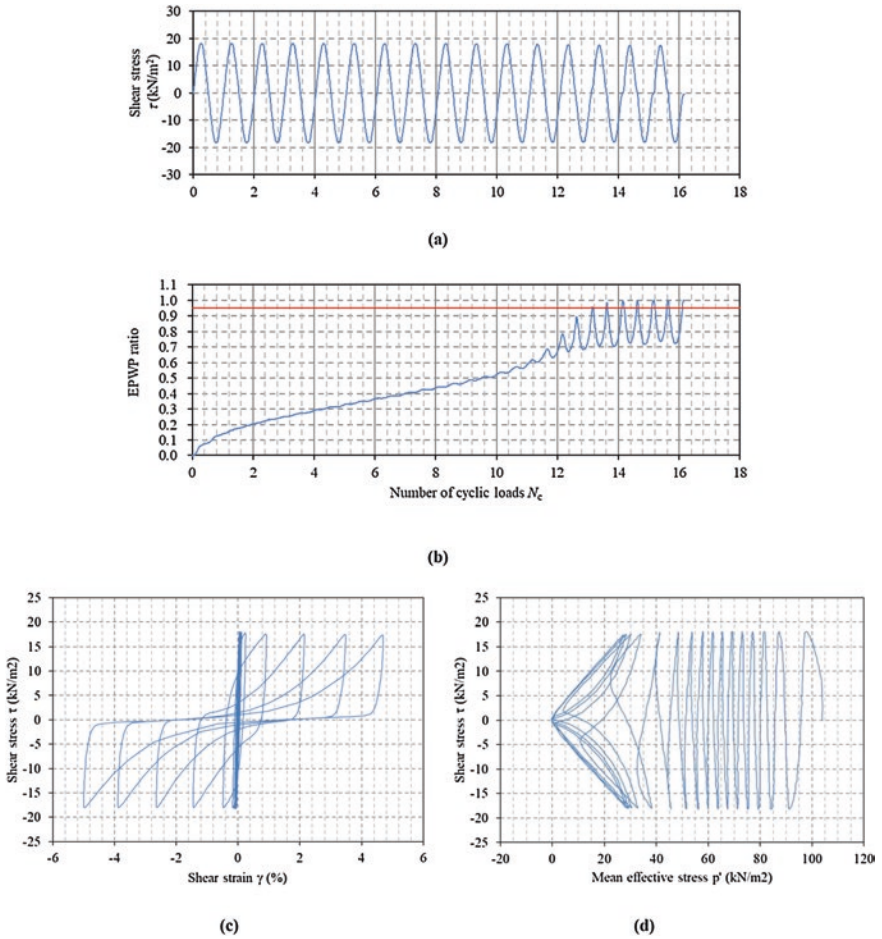 30
20
10
0
-10
-20
-30
Shear stress
τ (kN/m²)
0 2 4 6 8 10 12 14 16 18
(a)
1.1
1.0
0.9
0.8
0.7
0.6
0.5
0.4
0.3
0.2
0.1
0.0
EPWP ratio
0 2 4 6 8 10 12 14 16 18
Number of cyclic loads Nc
(b)
25
20
15
10
5
0
-5
-10
-15
-20
-25
Shear stress τ (kN/m2)
-6 -4 -2 0 2 4 6
Shear strain γ (%)
(c)
25
20
15
10
5
0
-5
-10
-15
-20
-25
Shear stress τ (kN/m2)
-20 0 20 40 60 80 100 120
Mean effective stress p' (kN/m2)
(d)